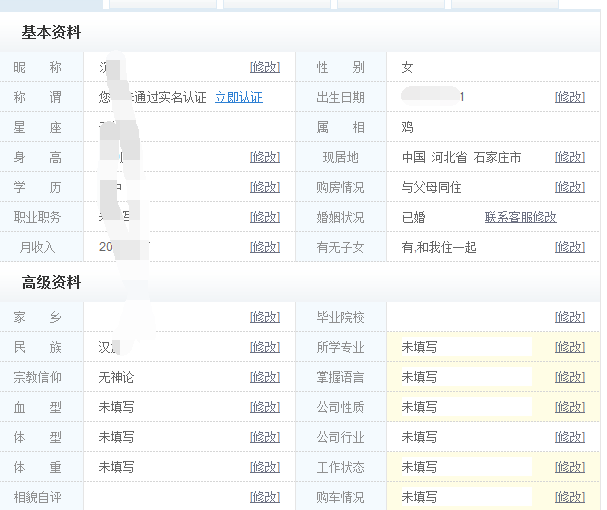 基本资料
昵 称 [修改] 性 别 女
称 谓 您 通过实名认证 立即认证 出生日期 1 [修改]
星 座 属 相 鸡
身 高 [修改] 现居地 中国 河北省 石家庄市 [修改]
学 历 中 [修改] 购房情况 与父母同住 [修改]
职业职务 [修改] 婚姻状况 已婚 联系客服修改
月收入 20 [修改] 有无子女 有,和我住一起 [修改]
高级资料
家 乡 [修改] 毕业院校 [修改]
民 族 汉 [修改] 所学专业 未填写 [修改]
宗教信仰 无神论 [修改] 掌握语言 未填写 [修改]
血 型 未填写 [修改] 公司性质 未填写 [修改]
体 型 未填写 [修改] 公司行业 未填写 [修改]
体 重 未填写 [修改] 工作状态 未填写 [修改]
相貌自评 [修改] 购车情况 未填写 [修改]